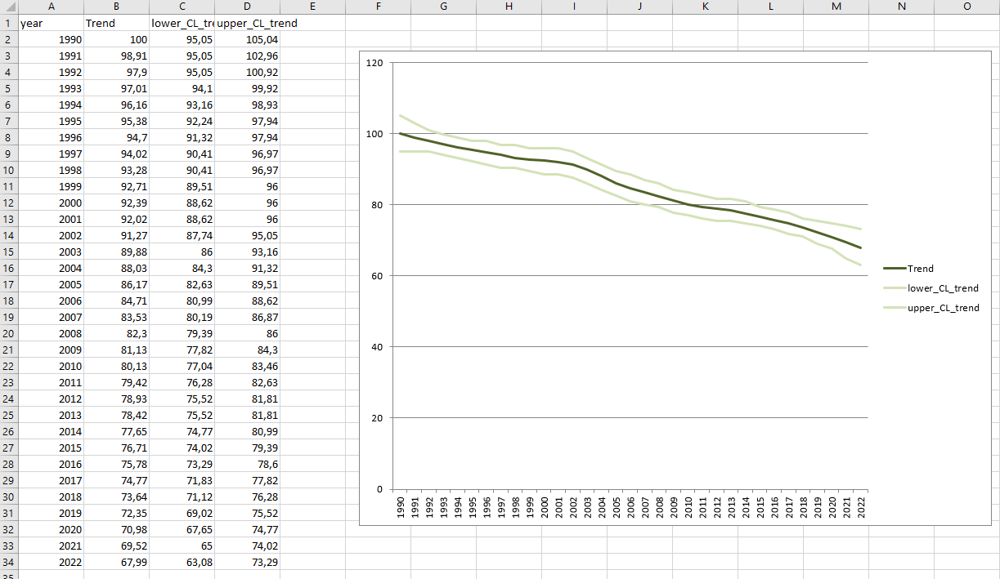 A B C D E F G H I J K L M N O
1 year Trend lower_CL_tre upper_CL_trend
2 1990 100 95,05 105,04
3 1991 98,91 95,05 102,96
4 1992 97,9 95,05 100,92
5 1993 97,01 94,1 99,92
6 1994 96,16 93,16 98,93
7 1995 95,38 92,24 97,94
8 1996 94,7 91,32 97,94
9 1997 94,02 90,41 96,97
10 1998 93,28 90,41 96,97
11 1999 92,71 89,51 96
12 2000 92,39 88,62 96
13 2001 92,02 88,62 96
14 2002 91,27 87,74 95,05
15 2003 89,88 86 93,16
16 2004 88,03 84,3 91,32
17 2005 86,17 82,63 89,51
18 2006 84,71 80,99 88,62
19 2007 83,53 80,19 86,87
20 2008 82,3 79,39 86
21 2009 81,13 77,82 84,3
22 2010 80,13 77,04 83,46
23 2011 79,42 76,28 82,63
24 2012 78,93 75,52 81,81
25 2013 78,42 75,52 81,81
26 2014 77,65 74,77 80,99
27 2015 76,71 74,02 79,39
28 2016 75,78 73,29 78,6
29 2017 74,77 71,83 77,82
30 2018 73,64 71,12 76,28
31 2019 72,35 69,02 75,52
32 2020 70,98 67,65 74,77
33 2021 69,52 65 74,02
34 2022 67,99 63,08 73,29
35
120
100
80
60
40
20
0
1990 1991 1992 1993 1994 1995 1996 1997 1998 1999 2000 2001 2002 2003 2004 2005 2006 2007 2008 2009 2010 2011 2012 2013 2014 2015 2016 2017 2018 2019 2020 2021 2022
Trend
lower_CL_trend
upper_CL_trend